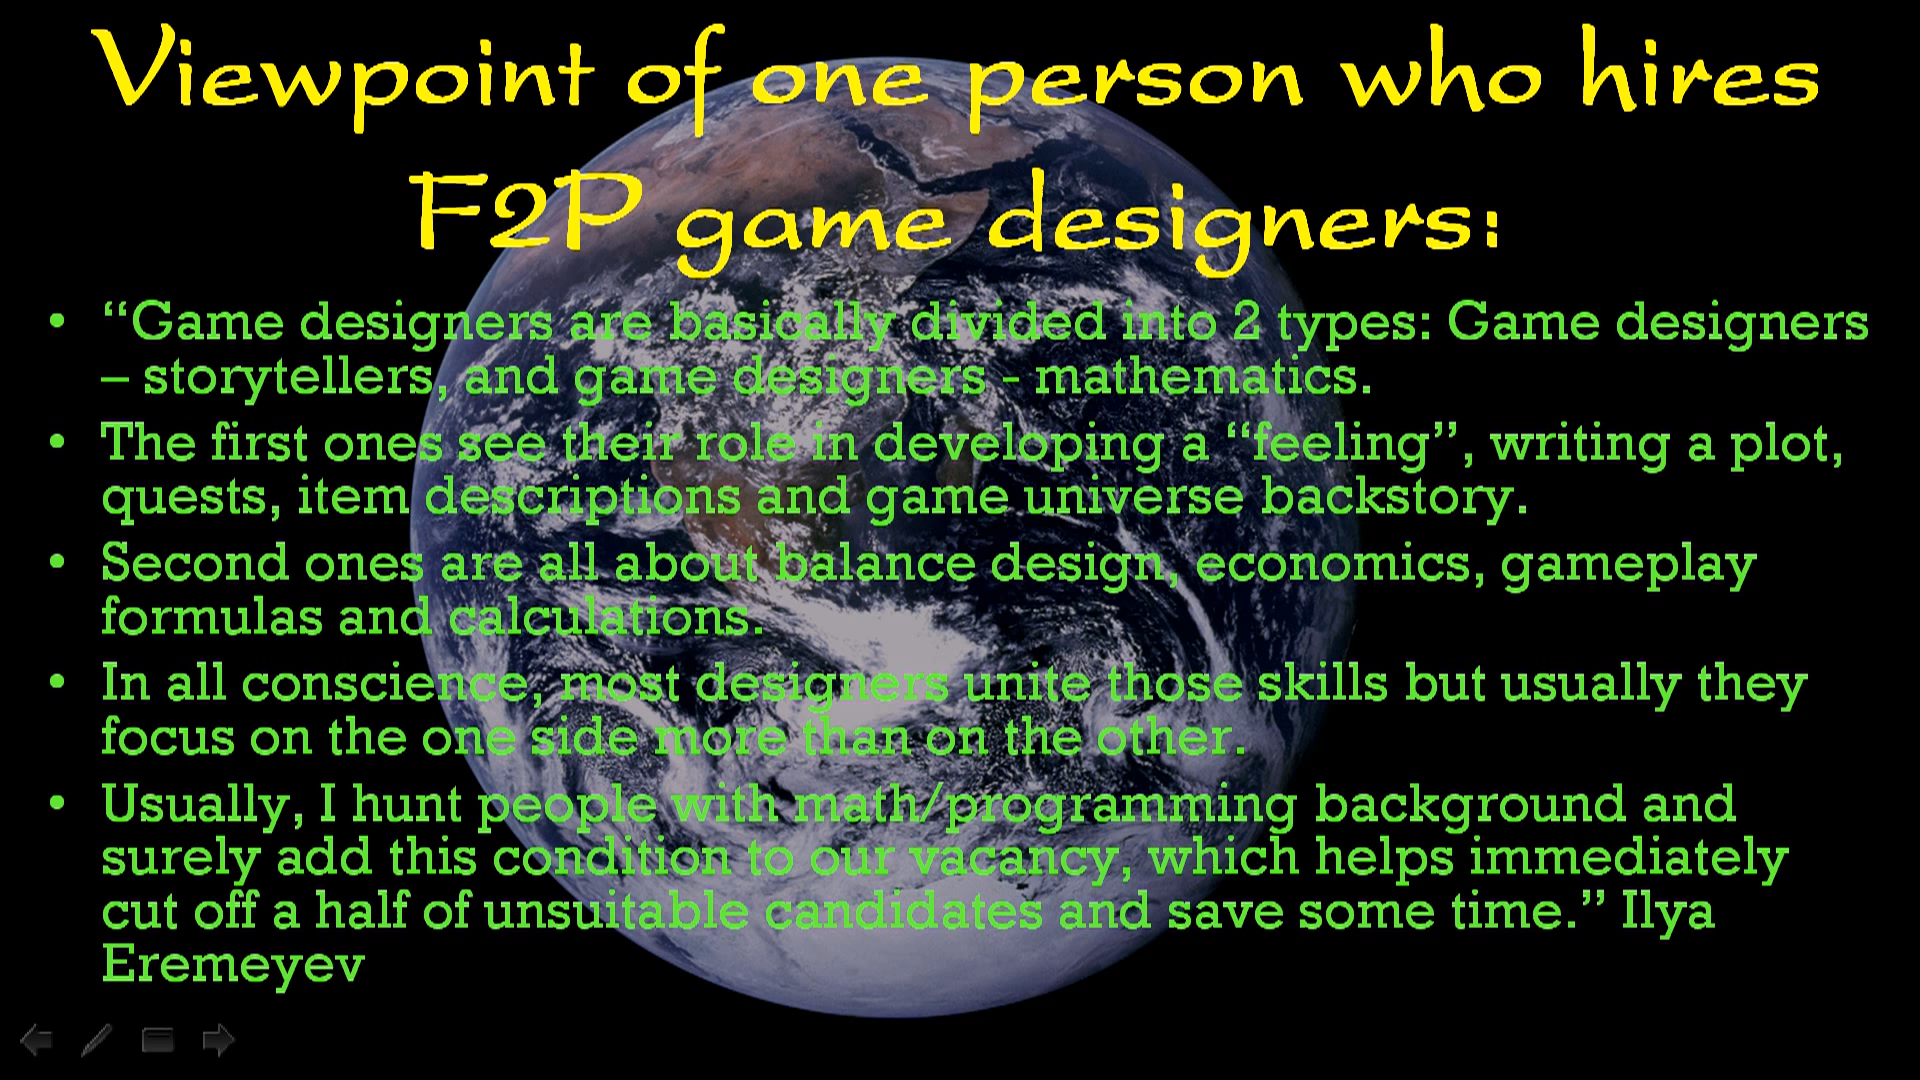 Viewpoint of one person who hires
F2P game designers:
• “Game designers are basically divided into 2 types: Game designers
– storytellers, and game designers - mathematics.
• The first ones see their role in developing a “feeling”, writing a plot,
quests, item descriptions and game universe backstory.
• Second ones are all about balance design, economics, gameplay
formulas and calculations.
• In all conscience, most designers unite those skills but usually they
focus on the one side more than on the other.
• Usually, I hunt people with math/programming background and
surely add this condition to our vacancy, which helps immediately
cut off a half of unsuitable candidates and save some time.” Ilya
Eremeyev